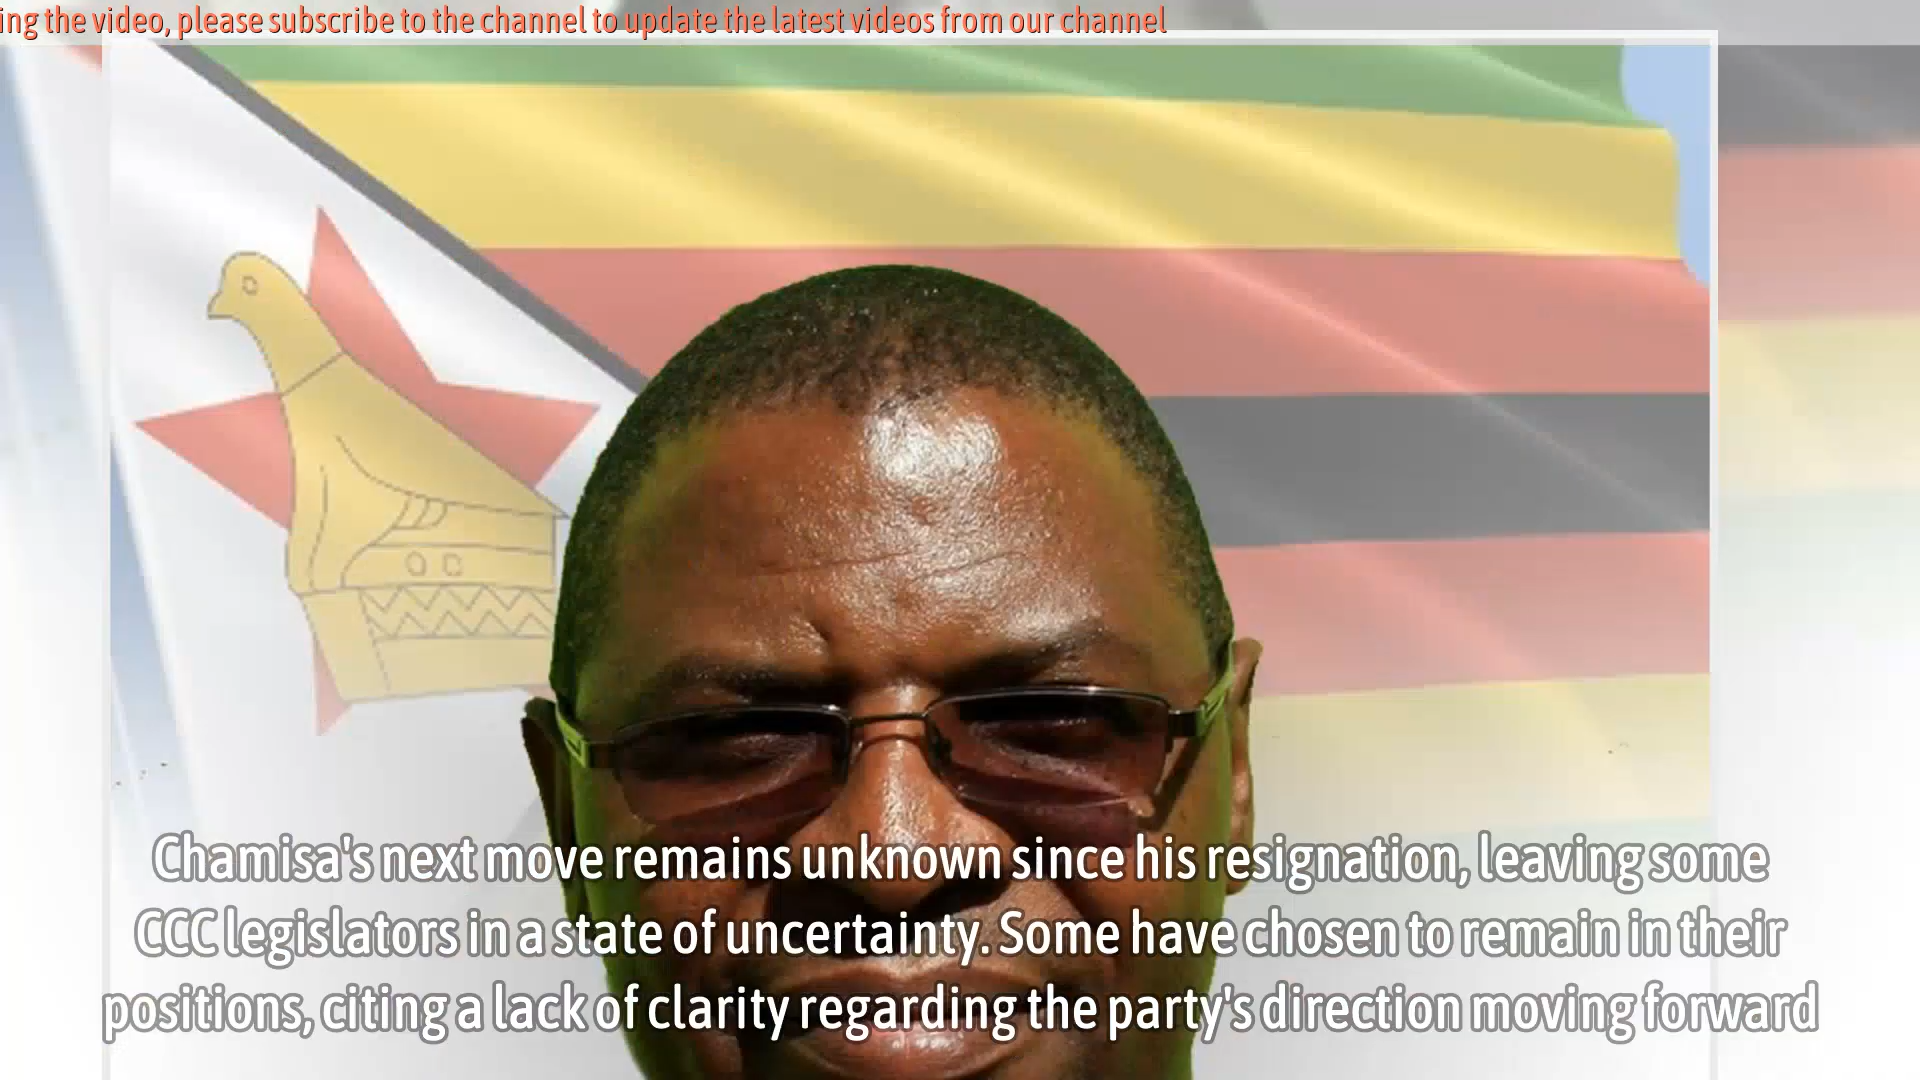 ing the video, please subscribe to the channel to update the latest videos from our channel
Chamisa's next move remains unknown since his resignation, leaving some
CCC legislators in a state of uncertainty. Some have chosen to remain in their
positions, citing a lack of clarity regarding the party's direction moving forward